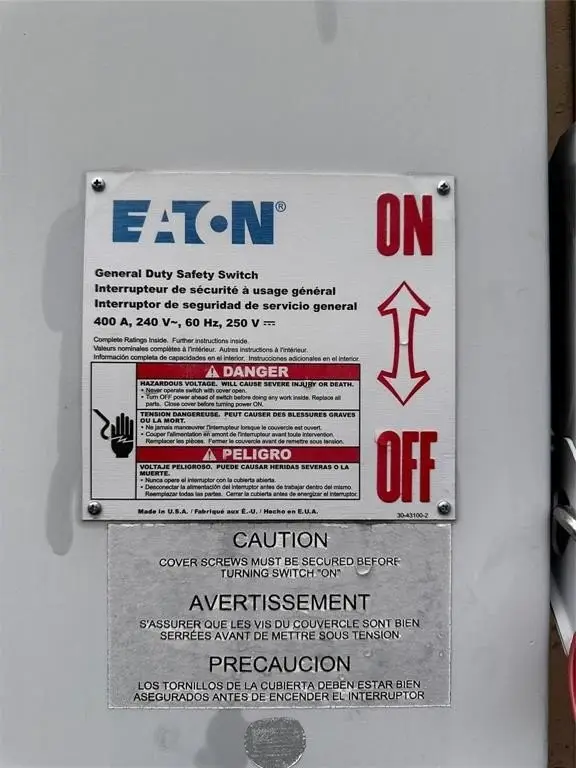 EATON®
ON
General Duty Safety Switch
Interrupteur de sécurité à usage général
Interruptor de seguridad de servicio general
400 A, 240 V~, 60 Hz, 250 V ⎓
Complete Ratings Inside. Further instructions inside.
Valeurs nominales complètes à l'intérieur. Autres instructions à l'intérieur.
Información completa de capacidades en el interior. Instrucciones adicionales en el interior.
DANGER
HAZARDOUS VOLTAGE. WILL CAUSE SEVERE INJURY OR DEATH.
• Never operate switch with cover open.
• Turn OFF power ahead of switch before doing any work inside. Replace all
parts. Close cover before turning power ON.
TENSION DANGEREUSE. PEUT CAUSER DES BLESSURES GRAVES
OU LA MORT.
• Ne jamais manœuvrer l'interrupteur lorsque le couvercle est ouvert.
• Couper l'alimentation en amont de l'interrupteur avant toute intervention.
Remplacer les pièces. Fermer le couvercle avant de remettre sous tension.
PELIGRO
VOLTAJE PELIGROSO. PUEDE CAUSAR HERIDAS SEVERAS O LA
MUERTE.
• Nunca opere el interruptor con la cubierta abierta.
• Desconectar la alimentación del interruptor antes de trabajar dentro del mismo.
Reemplazar todas las partes. Cerrar la cubierta antes de energizar el interruptor.
OFF
Made in U.S.A. / Fabriqué aux É.-U. / Hecho en E.U.A.
30-43100-2
CAUTION
COVER SCREWS MUST BE SECURED BEFORE
TURNING SWITCH "ON"
AVERTISSEMENT
S'ASSURER QUE LES VIS DU COUVERCLE SONT BIEN
SERRÉES AVANT DE METTRE SOUS TENSION.
PRECAUCION
LOS TORNILLOS DE LA CUBIERTA DEBEN ESTAR BIEN
ASEGURADOS ANTES DE ENCENDER EL INTERRUPTOR